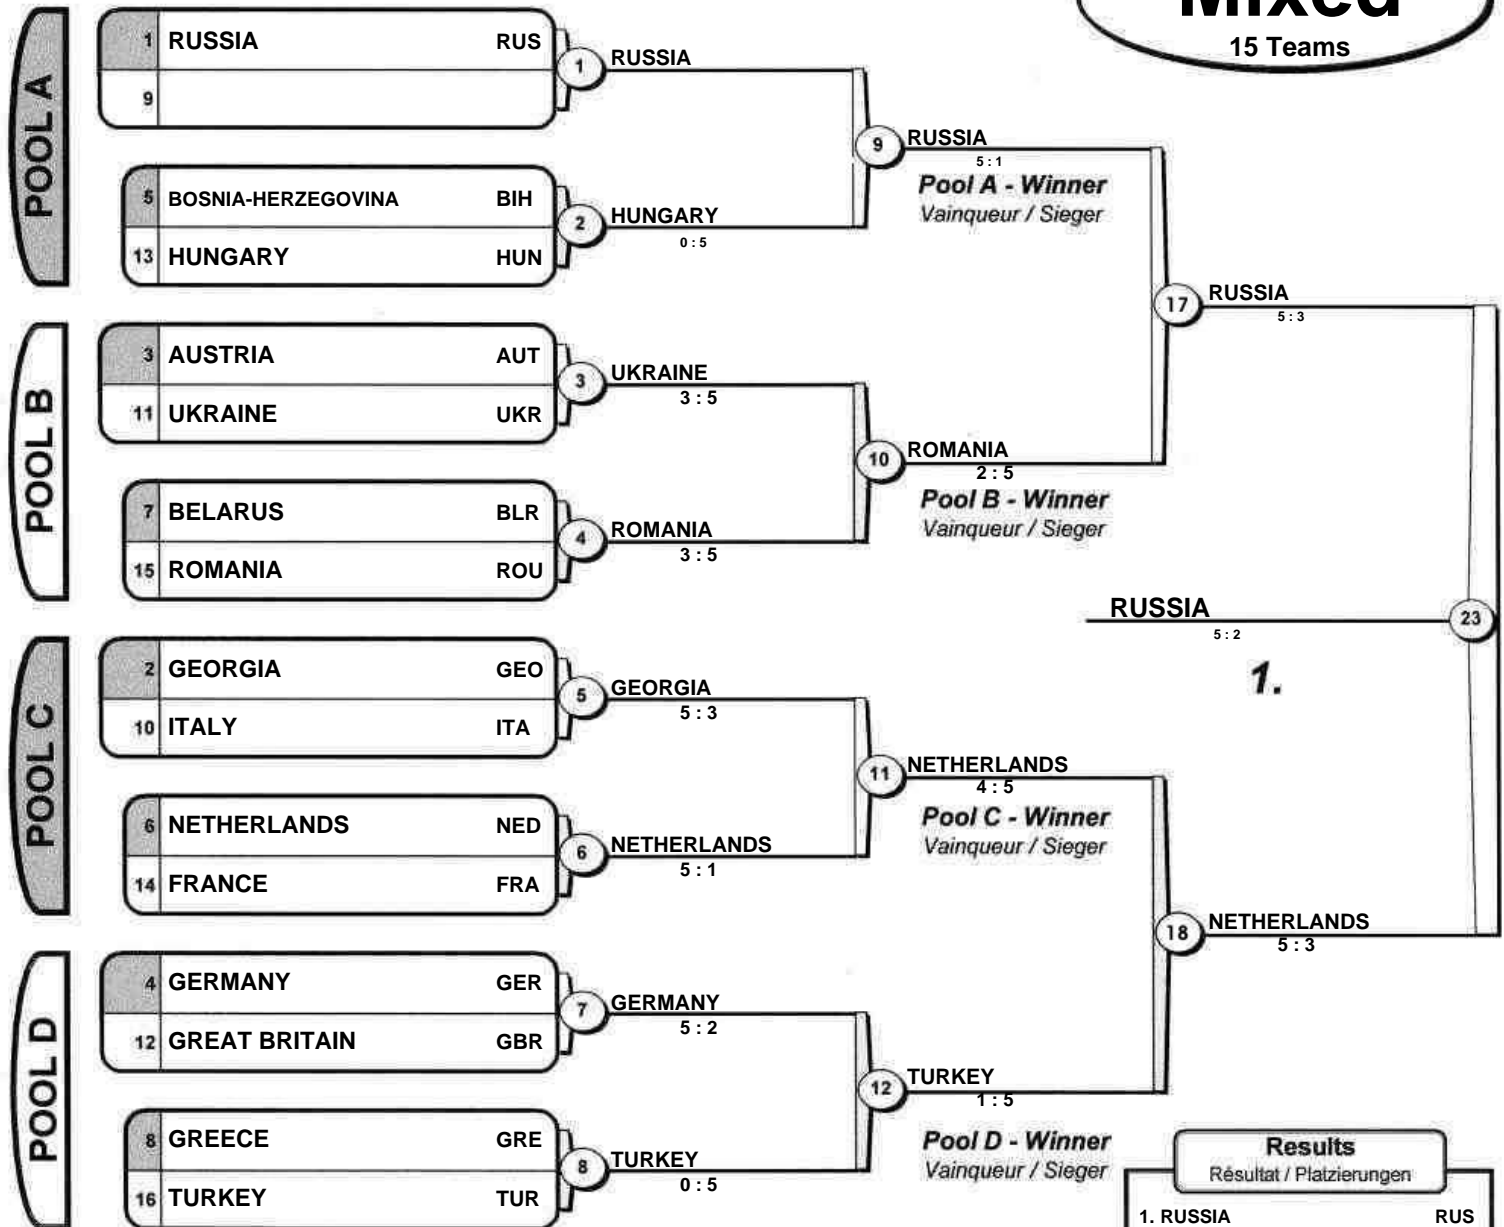 Mixed
15 Teams
POOL A
1 RUSSIA RUS
9
1 RUSSIA
5 BOSNIA-HERZEGOVINA BIH
13 HUNGARY HUN
2 HUNGARY
0 : 5
9 RUSSIA
5 : 1
Pool A - Winner
Vainqueur / Sieger
POOL B
3 AUSTRIA AUT
11 UKRAINE UKR
3 UKRAINE
3 : 5
7 BELARUS BLR
15 ROMANIA ROU
4 ROMANIA
3 : 5
10 ROMANIA
2 : 5
Pool B - Winner
Vainqueur / Sieger
17 RUSSIA
5 : 3
POOL C
2 GEORGIA GEO
10 ITALY ITA
5 GEORGIA
5 : 3
6 NETHERLANDS NED
14 FRANCE FRA
6 NETHERLANDS
5 : 1
11 NETHERLANDS
4 : 5
Pool C - Winner
Vainqueur / Sieger
POOL D
4 GERMANY GER
12 GREAT BRITAIN GBR
7 GERMANY
5 : 2
8 GREECE GRE
16 TURKEY TUR
8 TURKEY
0 : 5
12 TURKEY
1 : 5
Pool D - Winner
Vainqueur / Sieger
18 NETHERLANDS
5 : 3
RUSSIA 23
5 : 2
1.
Results
Résultat / Platzierungen
1. RUSSIA RUS